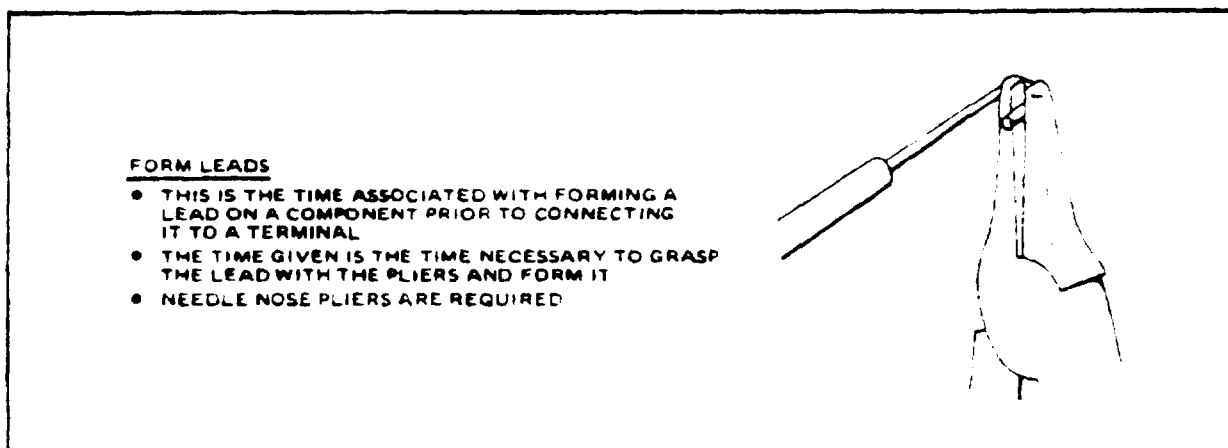 FORM LEADS
● THIS IS THE TIME ASSOCIATED WITH FORMING A
LEAD ON A COMPONENT PRIOR TO CONNECTING
IT TO A TERMINAL
● THE TIME GIVEN IS THE TIME NECESSARY TO GRASP
THE LEAD WITH THE PLIERS AND FORM IT
● NEEDLE NOSE PLIERS ARE REQUIRED